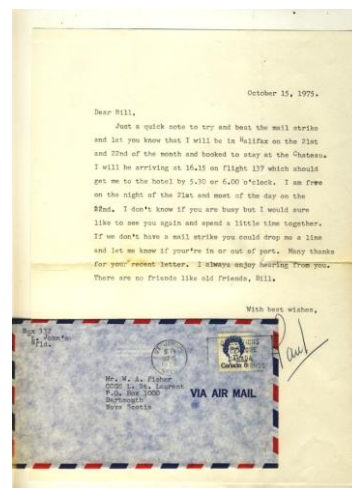 October 15, 1975.
Dear Bill,
Just a quick note to try and beat the mail strike
and let you know that I will be in Halifax on the 21st
and 22nd of the month and booked to stay at the Chateau.
I will be arriving at 16.15 on flight 137 which should
get me to the hotel by 5.30 or 6.00 o'clock. I am free
on the night of the 21st and most of the day on the
22nd. I don't know if you are busy but I would sure
like to see you again and spend a little time together.
If we don't have a mail strike you could drop me a line
and let me know if your're in or out of port. Many thanks
for your recent letter. I always enjoy hearing from you.
There are no friends like old friends, Bill.
With best wishes,
Paul
Box 337
St. John's
Nfld.
Canada 8
Mr. W. A. Fisher
CCGS L. St. Laurent
P.O. Box 1000
Dartmouth
Nova Scotia
VIA AIR MAIL